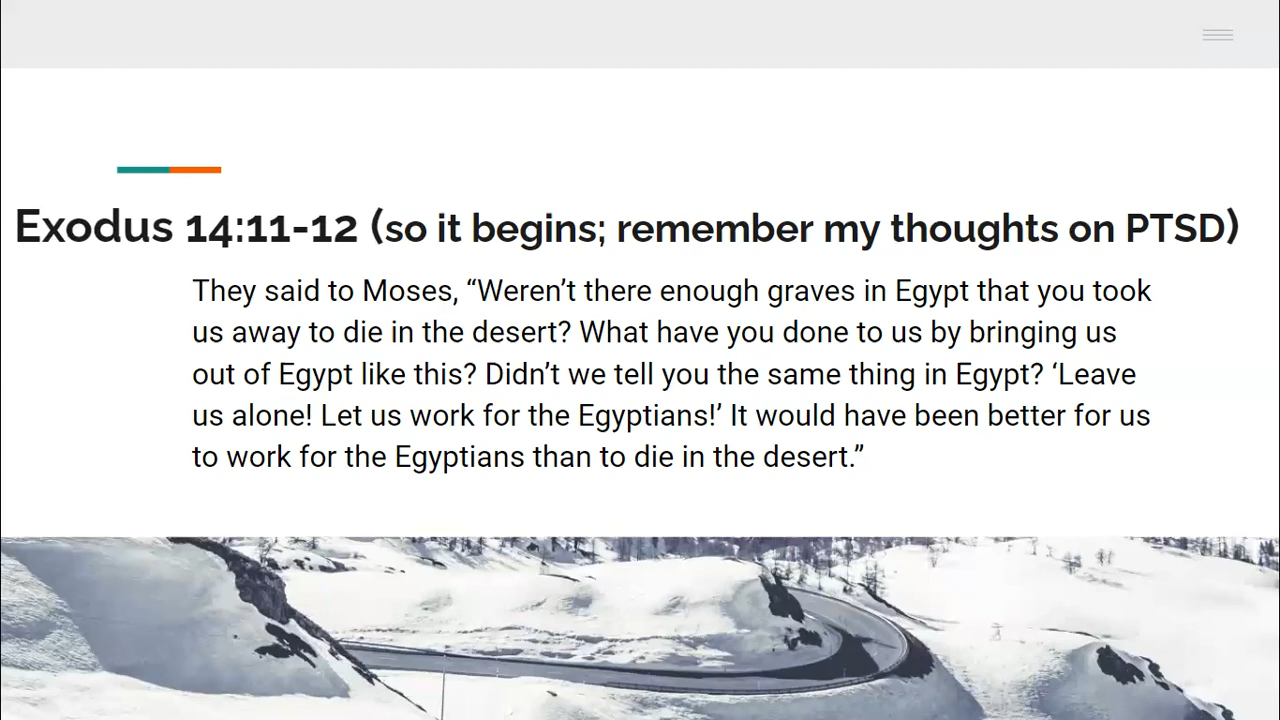 Exodus 14:11-12 (so it begins; remember my thoughts on PTSD)
They said to Moses, “Weren’t there enough graves in Egypt that you took
us away to die in the desert? What have you done to us by bringing us
out of Egypt like this? Didn’t we tell you the same thing in Egypt? ‘Leave
us alone! Let us work for the Egyptians!’ It would have been better for us
to work for the Egyptians than to die in the desert.”